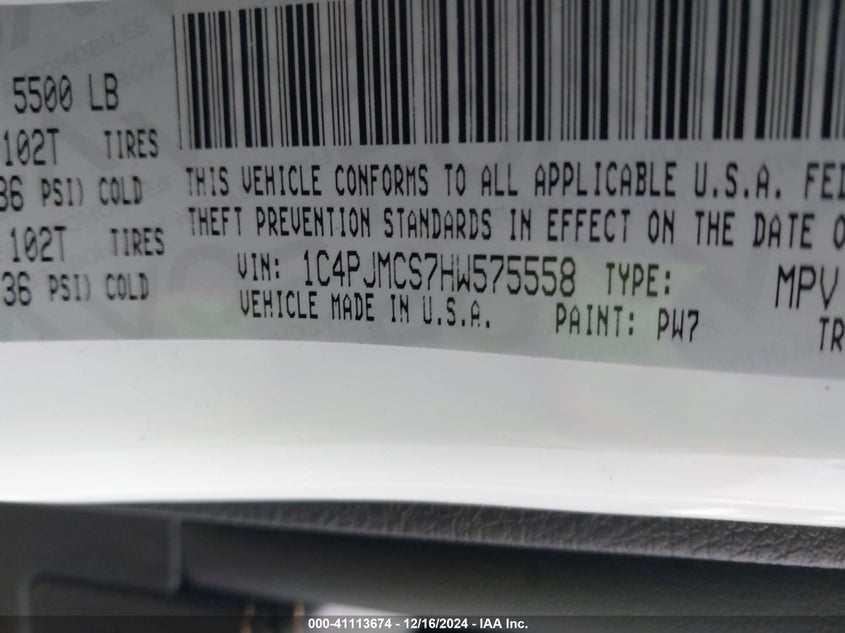 5500 LB
102T TIRES
36 PSI) COLD
102T TIRES
36 PSI) COLD
THIS VEHICLE CONFORMS TO ALL APPLICABLE U.S.A. FED
THEFT PREVENTION STANDARDS IN EFFECT ON THE DATE O
VIN: 1C4PJMCS7HW575558 TYPE: MPV
VEHICLE MADE IN U.S.A. PAINT: PW7 TR
000-41113674 - 12/16/2024 - IAA Inc.